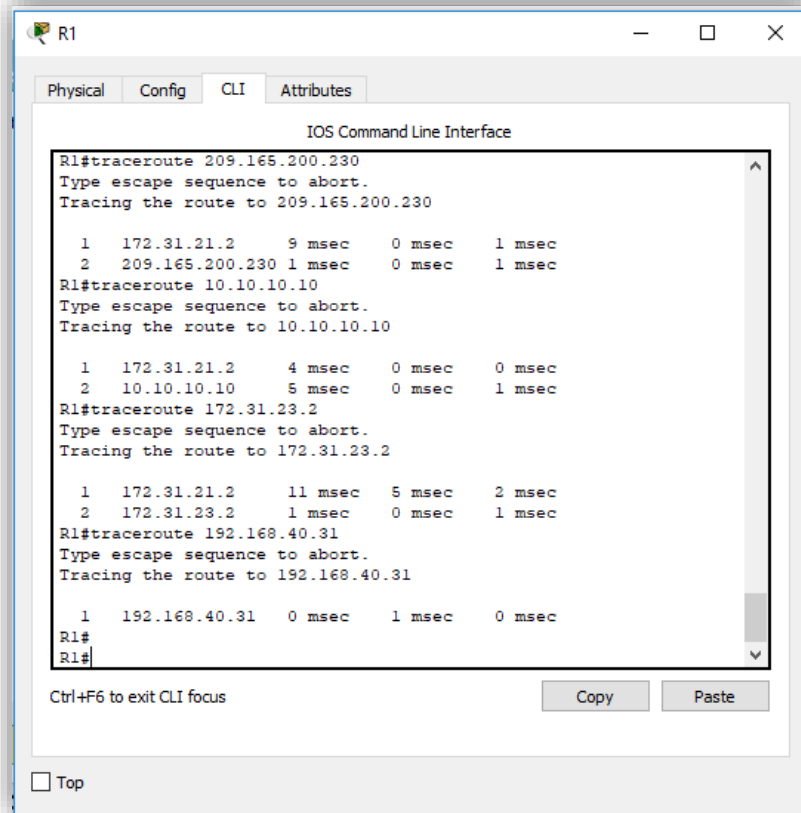 R1
Physical Config CLI Attributes
IOS Command Line Interface
R1#traceroute 209.165.200.230
Type escape sequence to abort.
Tracing the route to 209.165.200.230
1 172.31.21.2 9 msec 0 msec 1 msec
2 209.165.200.230 1 msec 0 msec 1 msec
R1#traceroute 10.10.10.10
Type escape sequence to abort.
Tracing the route to 10.10.10.10
1 172.31.21.2 4 msec 0 msec 0 msec
2 10.10.10.10 5 msec 0 msec 1 msec
R1#traceroute 172.31.23.2
Type escape sequence to abort.
Tracing the route to 172.31.23.2
1 172.31.21.2 11 msec 5 msec 2 msec
2 172.31.23.2 1 msec 0 msec 1 msec
R1#traceroute 192.168.40.31
Type escape sequence to abort.
Tracing the route to 192.168.40.31
1 192.168.40.31 0 msec 1 msec 0 msec
R1#
R1#
Ctrl+F6 to exit CLI focus Copy Paste
Top